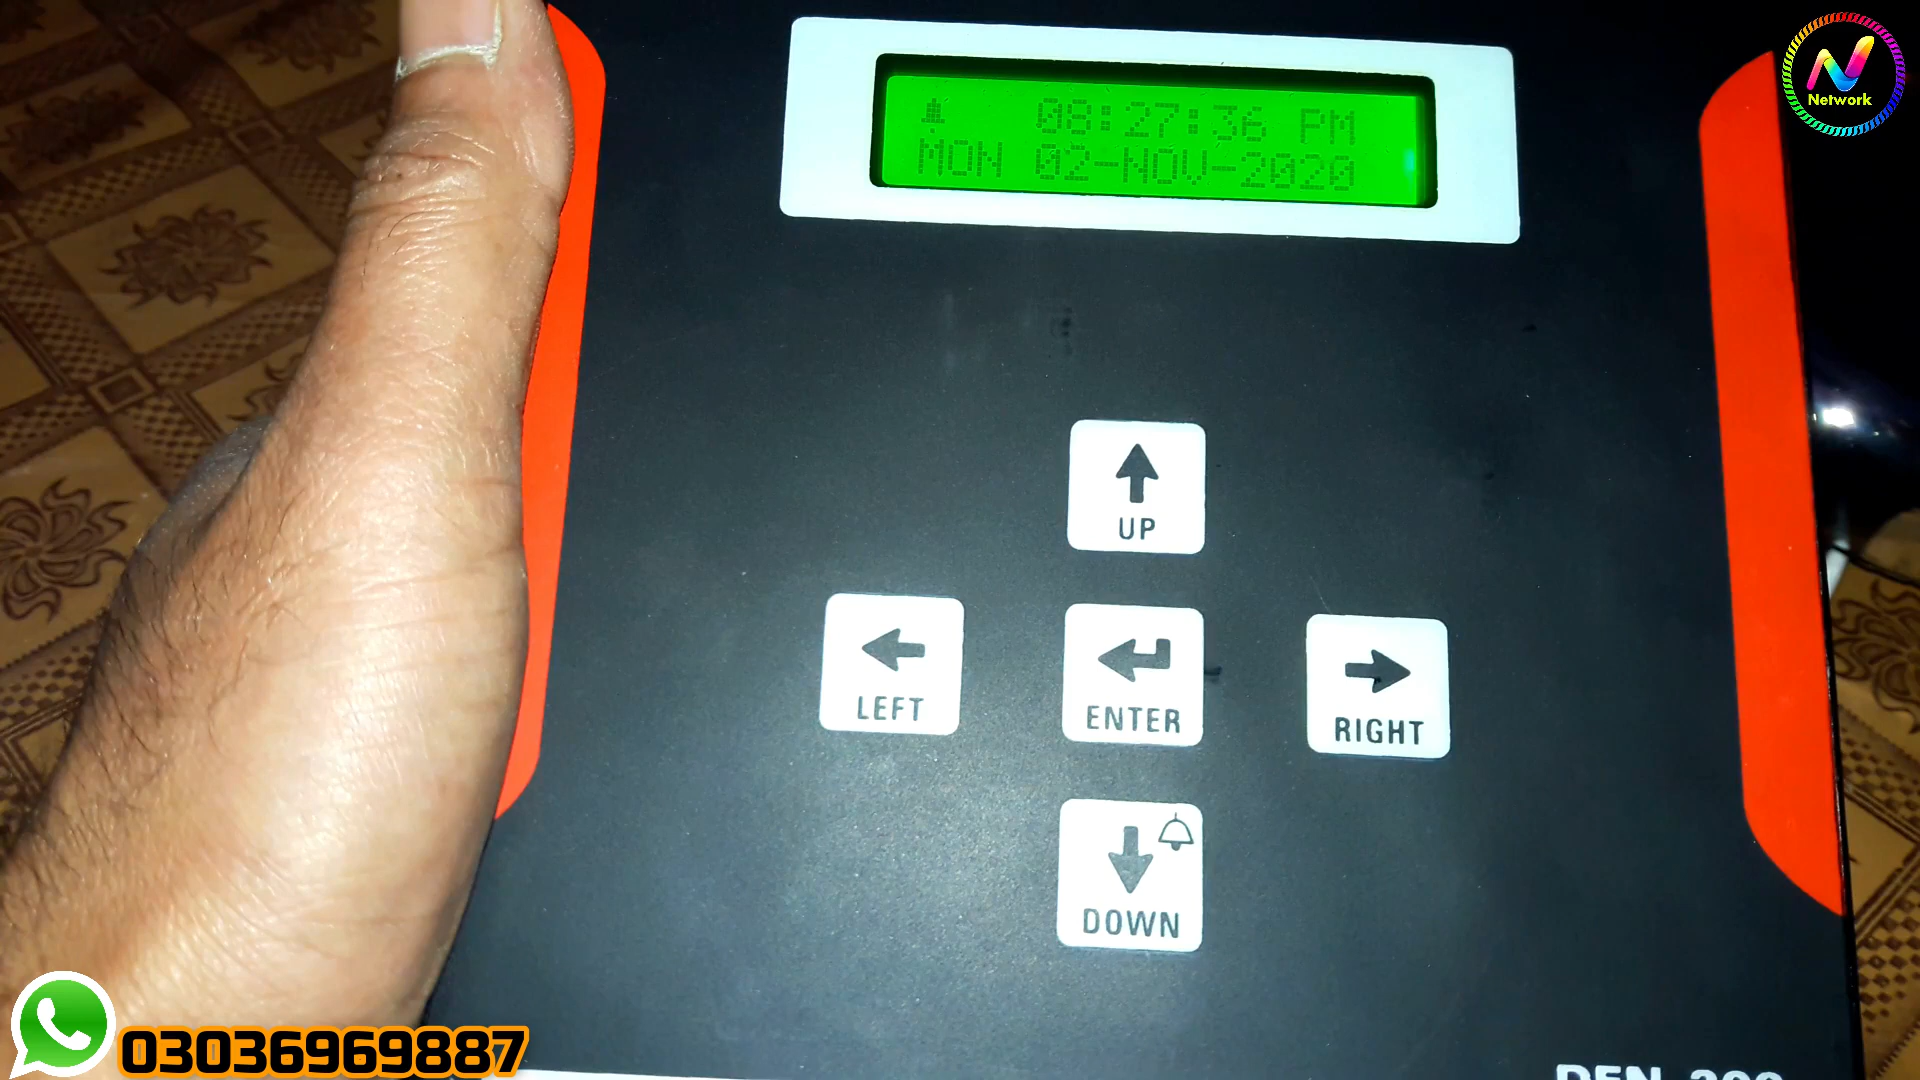 Network
08:27:36 PM
MON 02-NOV-2020
UP
LEFT
ENTER
RIGHT
DOWN
03036969887